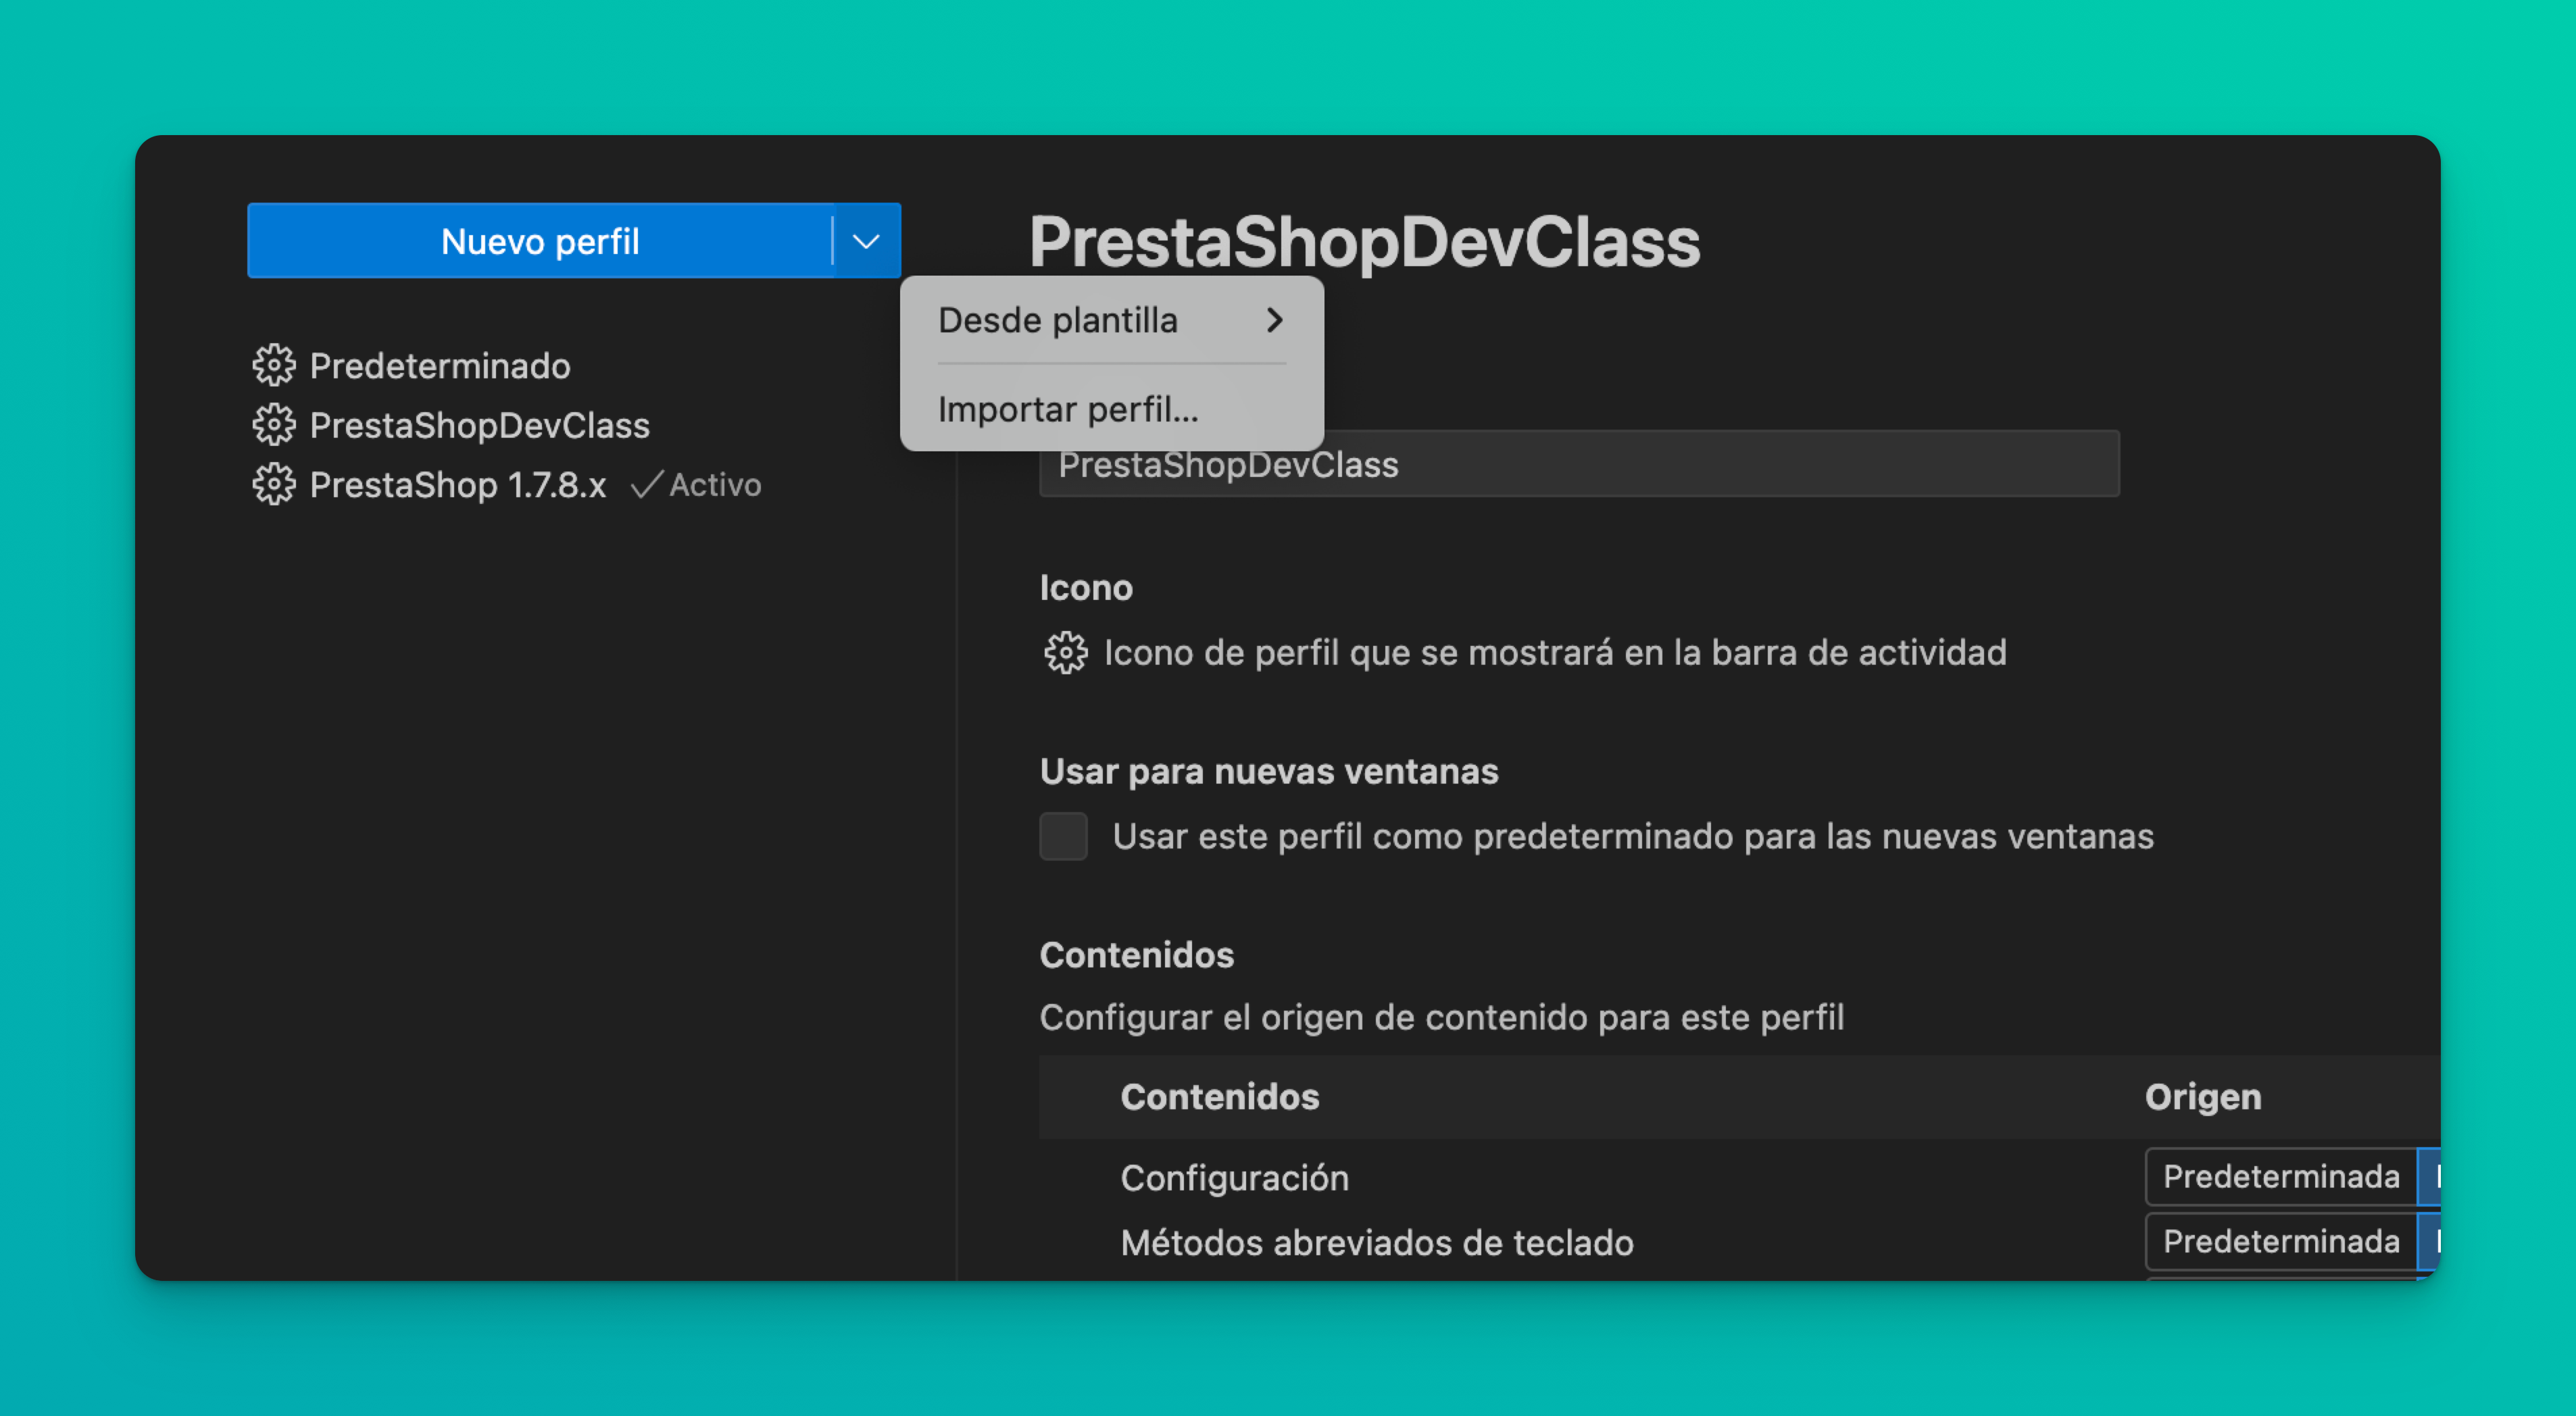 Nuevo perfil
Predeterminado
PrestaShopDevClass
PrestaShop 1.7.8.x Activo
Desde plantilla
Importar perfil...
PrestaShopDevClass
PrestaShopDevClass
Icono
Icono de perfil que se mostrará en la barra de actividad
Usar para nuevas ventanas
Usar este perfil como predeterminado para las nuevas ventanas
Contenidos
Configurar el origen de contenido para este perfil
Contenidos Origen
Configuración Predeterminada
Métodos abreviados de teclado Predeterminada